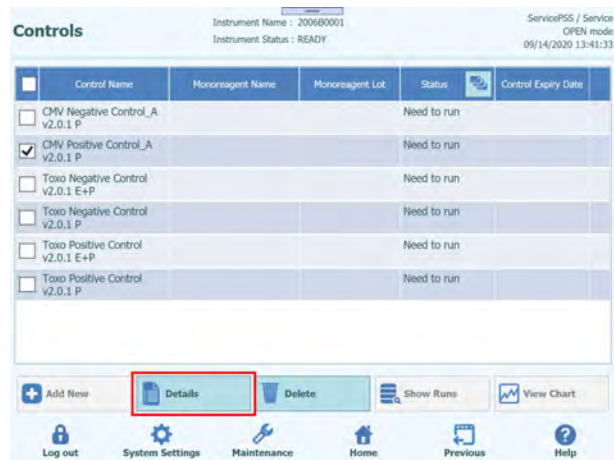 Controls
Instrument Name : 2006B0001
Instrument Status : READY
ServicePSS / Service
OPEN mode
09/14/2020 13:41:33
Control Name Monoreagent Name Monoreagent Lot Status Control Expiry Date
CMV Negative Control_A
v2.0.1 P
Need to run
CMV Positive Control_A
v2.0.1 P
Need to run
Toxo Negative Control
v2.0.1 E+P
Need to run
Toxo Negative Control
v2.0.1 P
Need to run
Toxo Positive Control
v2.0.1 E+P
Need to run
Toxo Positive Control
v2.0.1 P
Need to run
Add New Details Delete Show Runs View Chart
Log out System Settings Maintenance Home Previous Help